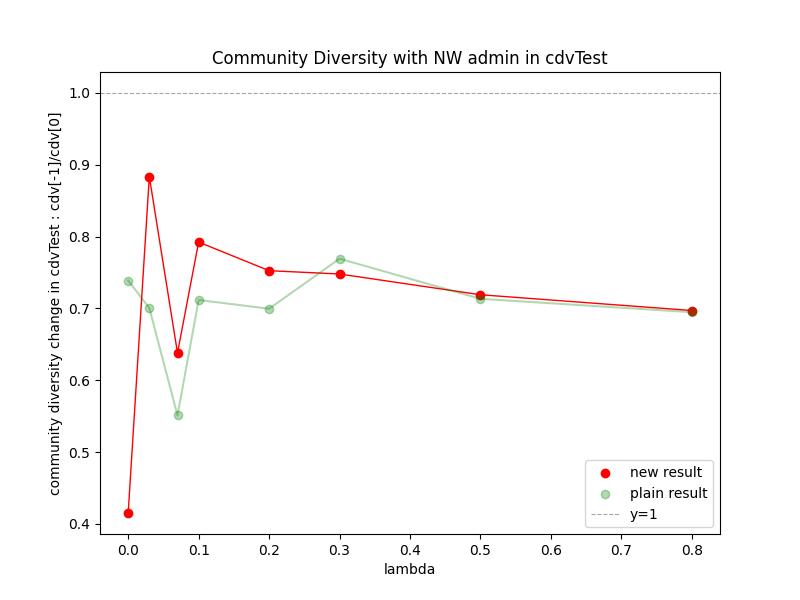 Community Diversity with NW admin in cdvTest
community diversity change in cdvTest : cdv[-1]/cdv[0]
1.0
0.9
0.8
0.7
0.6
0.5
0.4
new result
plain result
y=1
0.0 0.1 0.2 0.3 0.4 0.5 0.6 0.7 0.8
lambda